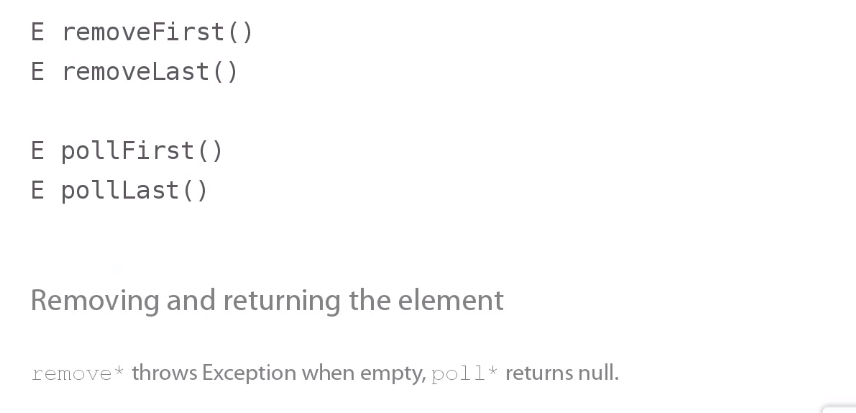 E removeFirst()
E removeLast()
E pollFirst()
E pollLast()
Removing and returning the element
remove* throws Exception when empty, poll* returns null.